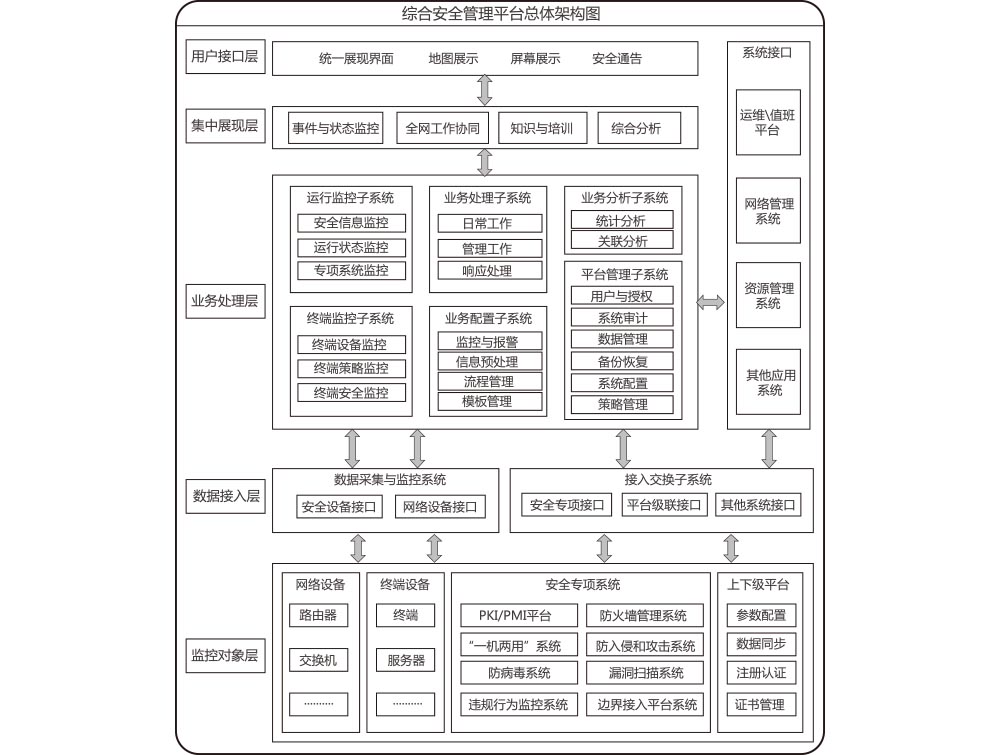 综合安全管理平台总体架构图
用户接口层
统一展现界面 地图展示 屏幕展示 安全通告
系统接口
运维\值班
平台
网络管理
系统
资源管理
系统
其他应用
系统
集中展现层
事件与状态监控 全网工作协同 知识与培训 综合分析
业务处理层
运行监控子系统
安全信息监控
运行状态监控
专项系统监控
业务处理子系统
日常工作
管理工作
响应处理
业务分析子系统
统计分析
关联分析
终端监控子系统
终端设备监控
终端策略监控
终端安全监控
业务配置子系统
监控与报警
信息预处理
流程管理
模板管理
平台管理子系统
用户与授权
系统审计
数据管理
备份恢复
系统配置
策略管理
数据接入层
数据采集与监控系统
安全设备接口 网络设备接口
接入交换子系统
安全专项接口 平台级联接口 其他系统接口
监控对象层
网络设备
路由器
交换机
..........
终端设备
终端
服务器
..........
安全专项系统
PKI/PMI平台 防火墙管理系统
“一机两用”系统 防入侵和攻击系统
防病毒系统 漏洞扫描系统
违规行为监控系统 边界接入平台系统
上下级平台
参数配置
数据同步
注册认证
证书管理